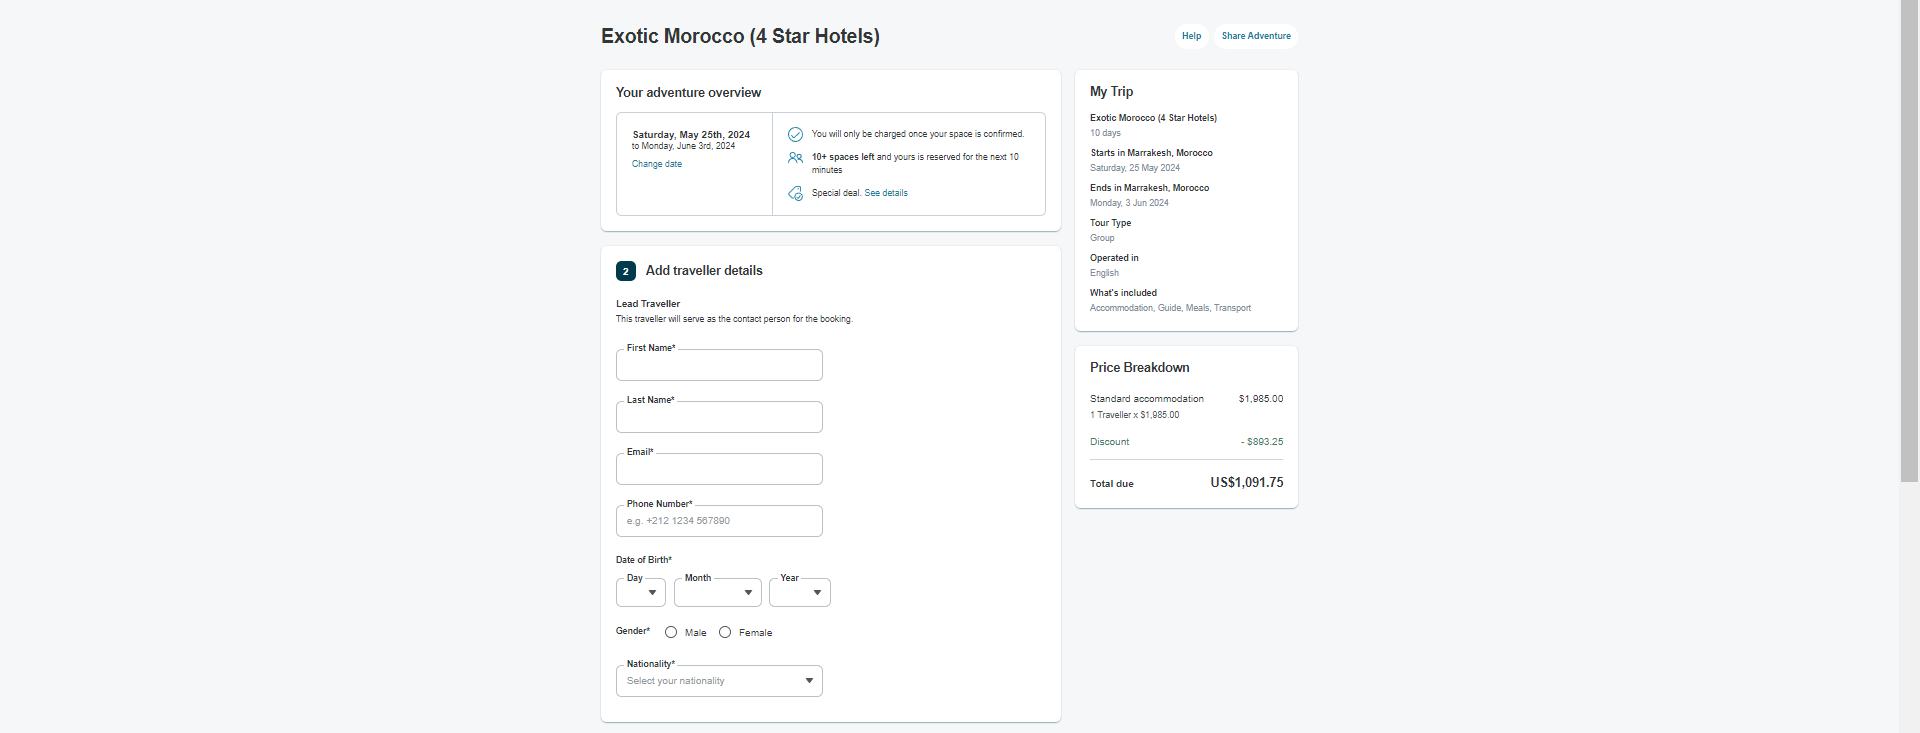 Exotic Morocco (4 Star Hotels)
Help
Share Adventure
Your adventure overview
Saturday, May 25th, 2024
to Monday, June 3rd, 2024
Change date
You will only be charged once your space is confirmed.
10+ spaces left and yours is reserved for the next 10
minutes
Special deal. See details
2 Add traveller details
Lead Traveller
This traveller will serve as the contact person for the booking.
First Name*
Last Name*
Email*
Phone Number*
e.g. +212 1234 567890
Date of Birth*
Day Month Year
Gender* Male Female
Nationality*
Select your nationality
My Trip
Exotic Morocco (4 Star Hotels)
10 days
Starts in Marrakesh, Morocco
Saturday, 25 May 2024
Ends in Marrakesh, Morocco
Monday, 3 Jun 2024
Tour Type
Group
Operated in
English
What's included
Accommodation, Guide, Meals, Transport
Price Breakdown
Standard accommodation $1,985.00
1 Traveller x $1,985.00
Discount - $893.25
Total due US$1,091.75